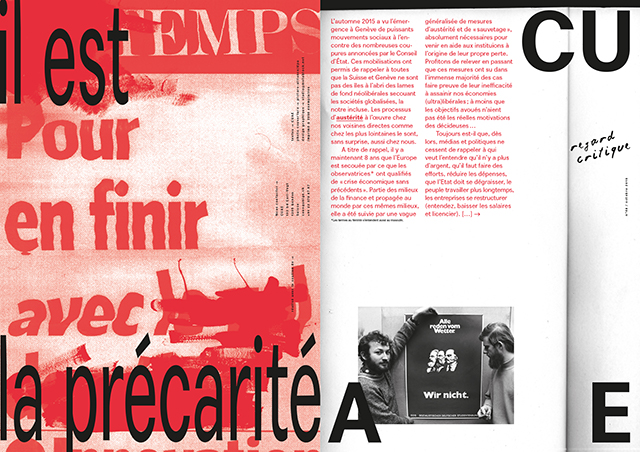 il est
TEMPS
Pour
en finir
avec
la précarité
L'automne 2015 a vu l'émer-
gence à Genève de puissants
mouvements sociaux à l'en-
contre des nombreuses cou-
pures annoncées par le Conseil
d'État. Ces mobilisations ont
permis de rappeler à toutes
que la Suisse et Genève ne sont
pas des îles à l'abri des lames
de fond néolibérales secouant
les sociétés globalisées, la
notre incluse. Les processus
d'austérité à l'œuvre chez
nos voisines directes comme
chez les plus lointaines le sont,
sans surprise, aussi chez nous.
À titre de rappel, il y a
maintenant 8 ans que l'Europe
est secouée par ce que les
observatrices* ont qualifiés
de « crise économique sans
précédents ». Partie des milieux
de la finance et propagée au
monde par ces mêmes milieux,
elle a été suivie par une vague
*Les termes au féminin s'entendent aussi au masculin.
généralisée de mesures
d'austérité et de « sauvetage »,
absolument nécessaires pour
venir en aide aux instituions à
l'origine de leur propre perte.
Profitons de relever en passant
que ces mesures ont su dans
l'immense majorité des cas
faire preuve de leur inefficacité
à assainir nos économies
(ultra)libérales ; à moins que
les objectifs avoués n'aient
pas été les réelles motivations
des décideuses ...
Toujours est-il que, dès
lors, médias et politiques ne
cessent de rappeler à qui
veut l'entendre qu'il n'y a plus
d'argent, qu'il faut faire des
efforts, réduire les dépenses,
que l'Etat doit se dégraisser, le
peuple travailler plus longtemps,
les entreprises se restructurer
(entendez, baisser les salaires
et licencier). [...] →
CU
regard
critique
Alle
reden vom
Wetter
Wir nicht.
A
E